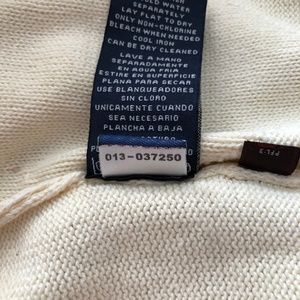 COLD WATER
SEPARATELY
LAY FLAT TO DRY
ONLY NON-CHLORINE
BLEACH WHEN NEEDED
COOL IRON
CAN BE DRY CLEANED
LAVE A MANO
SEPARADAMENTE
EN AGUA FRIA
ESTIRE EN SUPERFICIE
PLANA PARA SECAR
USE BLANQUEADORES
SIN CLORO
UNICAMENTE CUANDO
SEA NECESARIO
PLANCHA A BAJA
013-037250